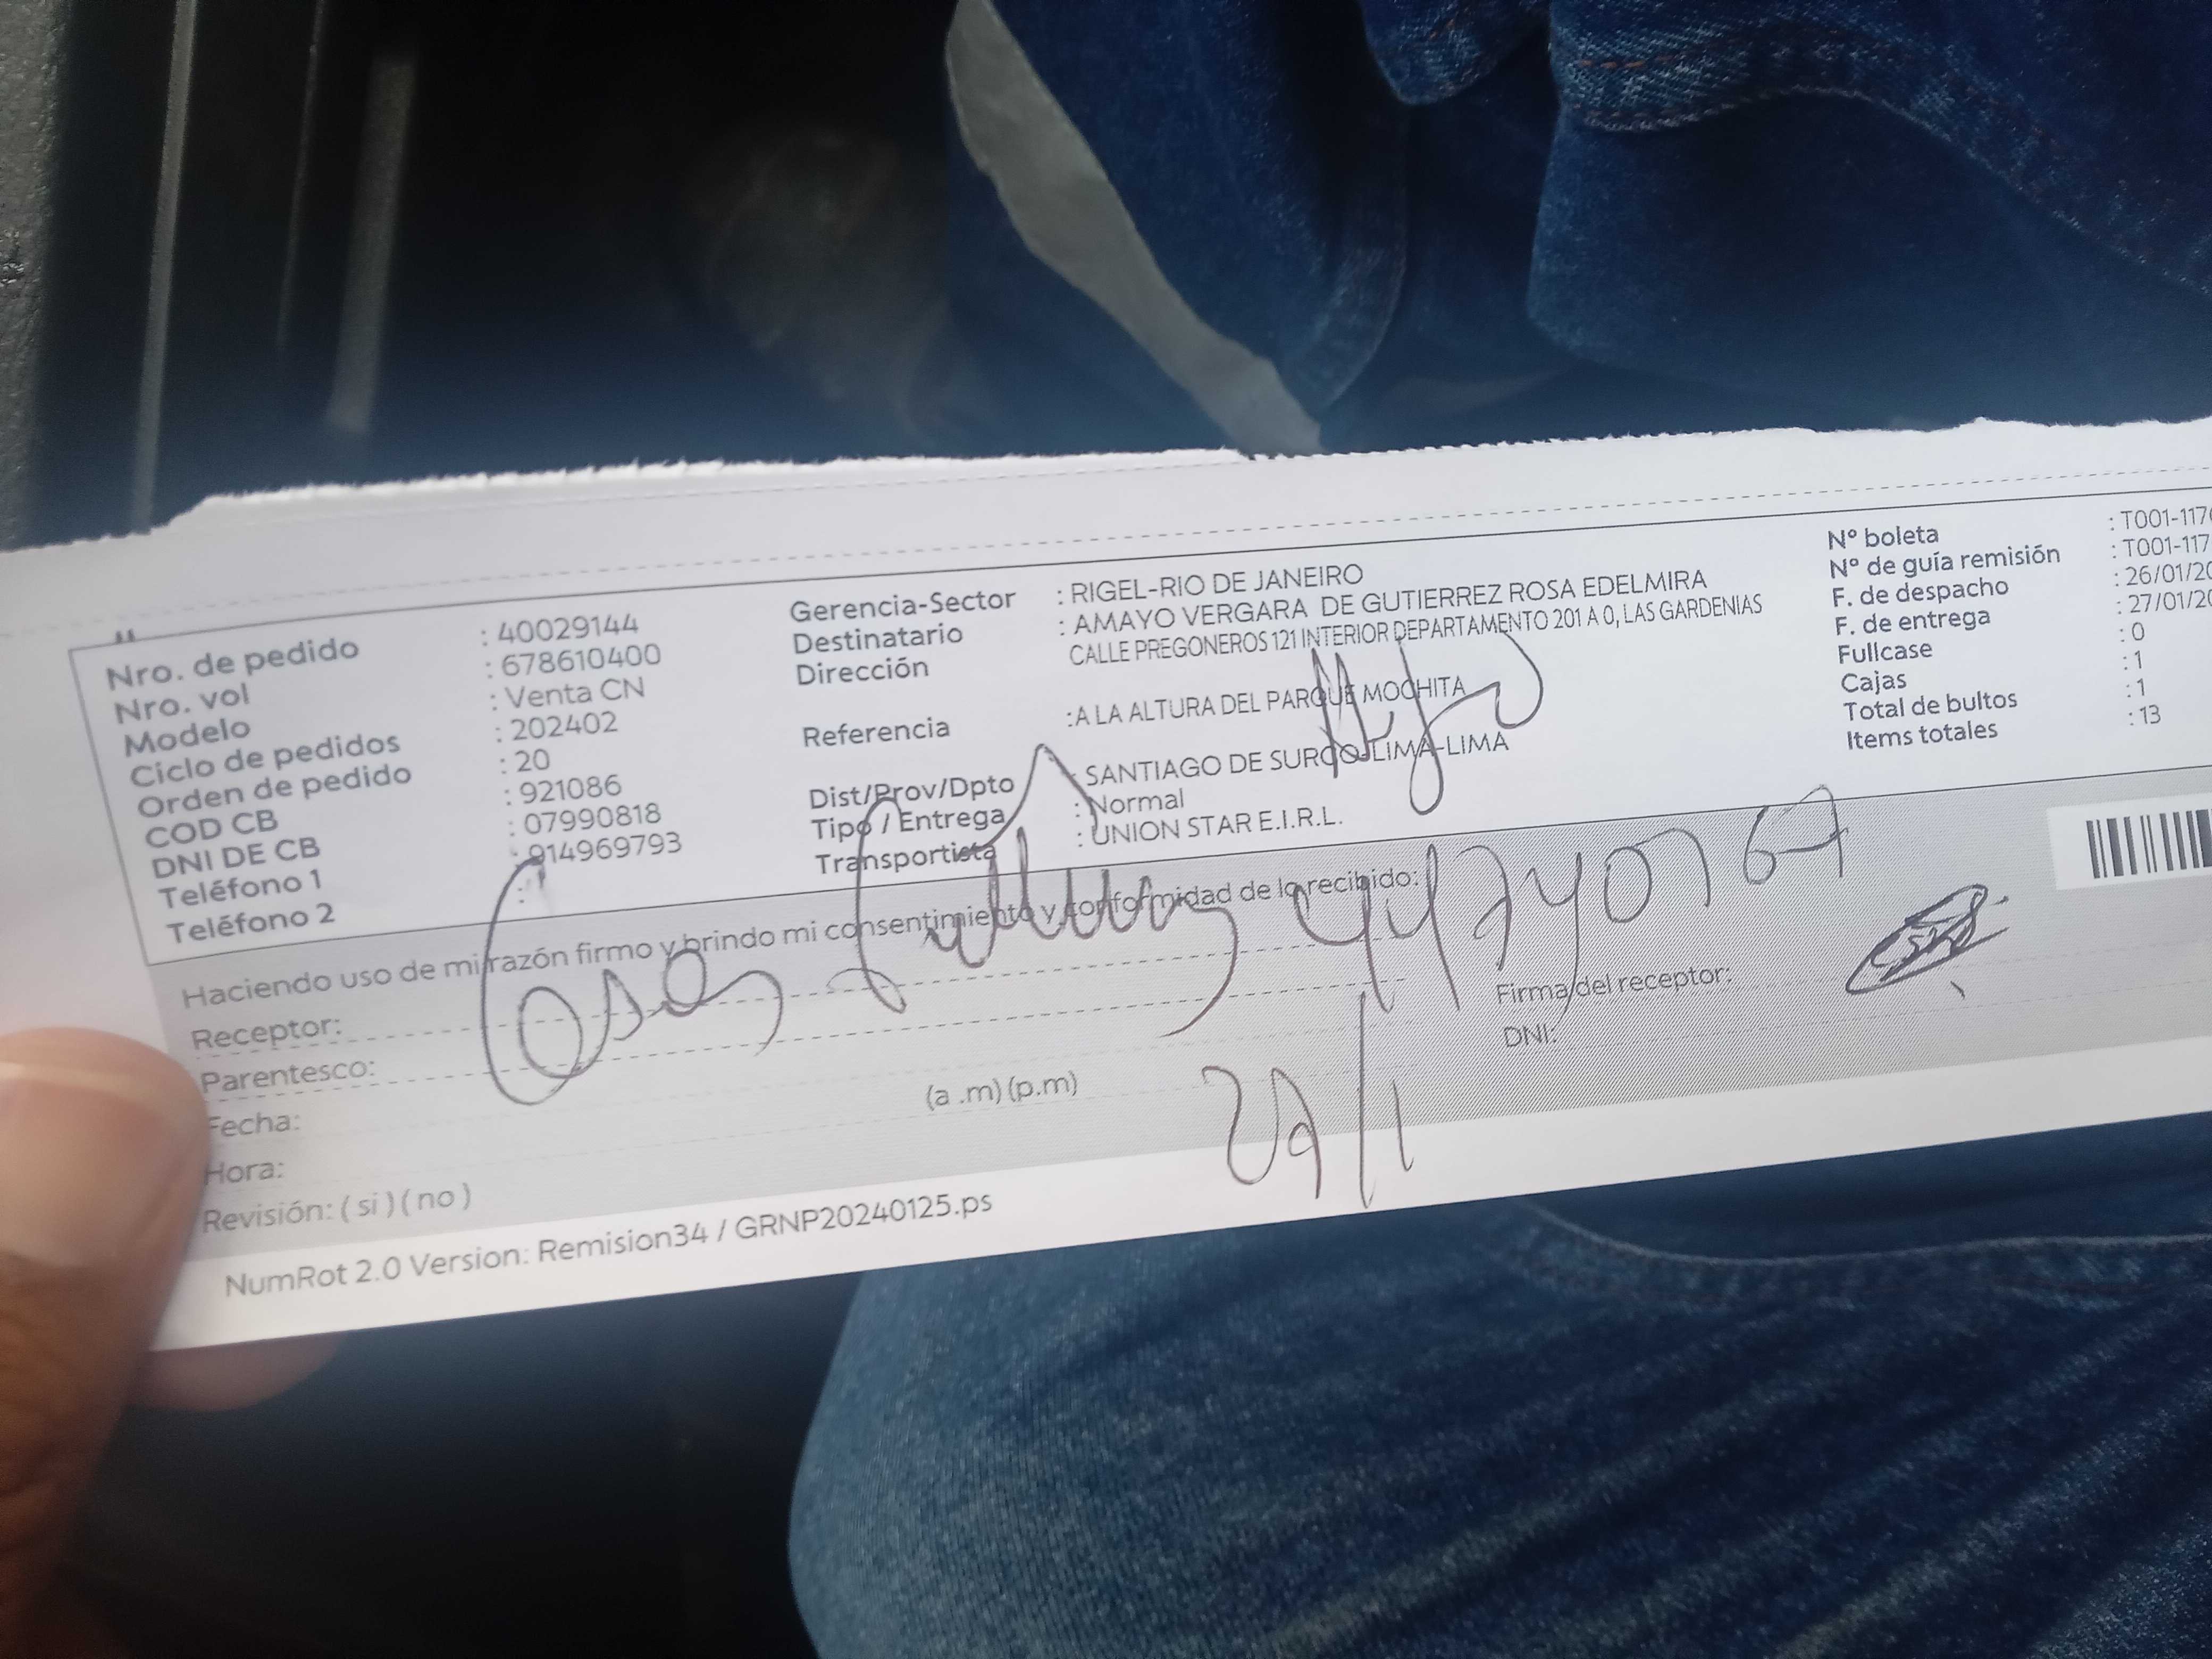 Nro. de pedido : 40029144
Nro. vol : 678610400
Modelo : Venta CN
Ciclo de pedidos : 202402
Orden de pedido : 20
COD CB : 921086
DNI DE CB : 07990818
Teléfono 1 : 914969793
Teléfono 2 :
Gerencia-Sector : RIGEL-RIO DE JANEIRO
Destinatario : AMAYO VERGARA DE GUTIERREZ ROSA EDELMIRA
Dirección CALLE PREGONEROS 121 INTERIOR DEPARTAMENTO 201 A 0, LAS GARDENIAS
Referencia :A LA ALTURA DEL PARQUE MOCHITA
Dist/Prov/Dpto : SANTIAGO DE SURCO-LIMA-LIMA
Tipo / Entrega : Normal
Transportista : UNION STAR E.I.R.L.
Nº boleta : T001-117
Nº de guía remisión : T001-117
F. de despacho : 26/01/20
F. de entrega : 27/01/20
Fullcase : 0
Cajas : 1
Total de bultos : 1
Items totales : 13
Haciendo uso de mi razón firmo y brindo mi consentimiento y conformidad de lo recibido:
Receptor:
Parentesco:
Fecha:
Hora: (a .m) (p.m)
Revisión: ( si ) ( no )
Firma del receptor:
DNI:
NumRot 2.0 Version: Remision34 / GRNP20240125.ps